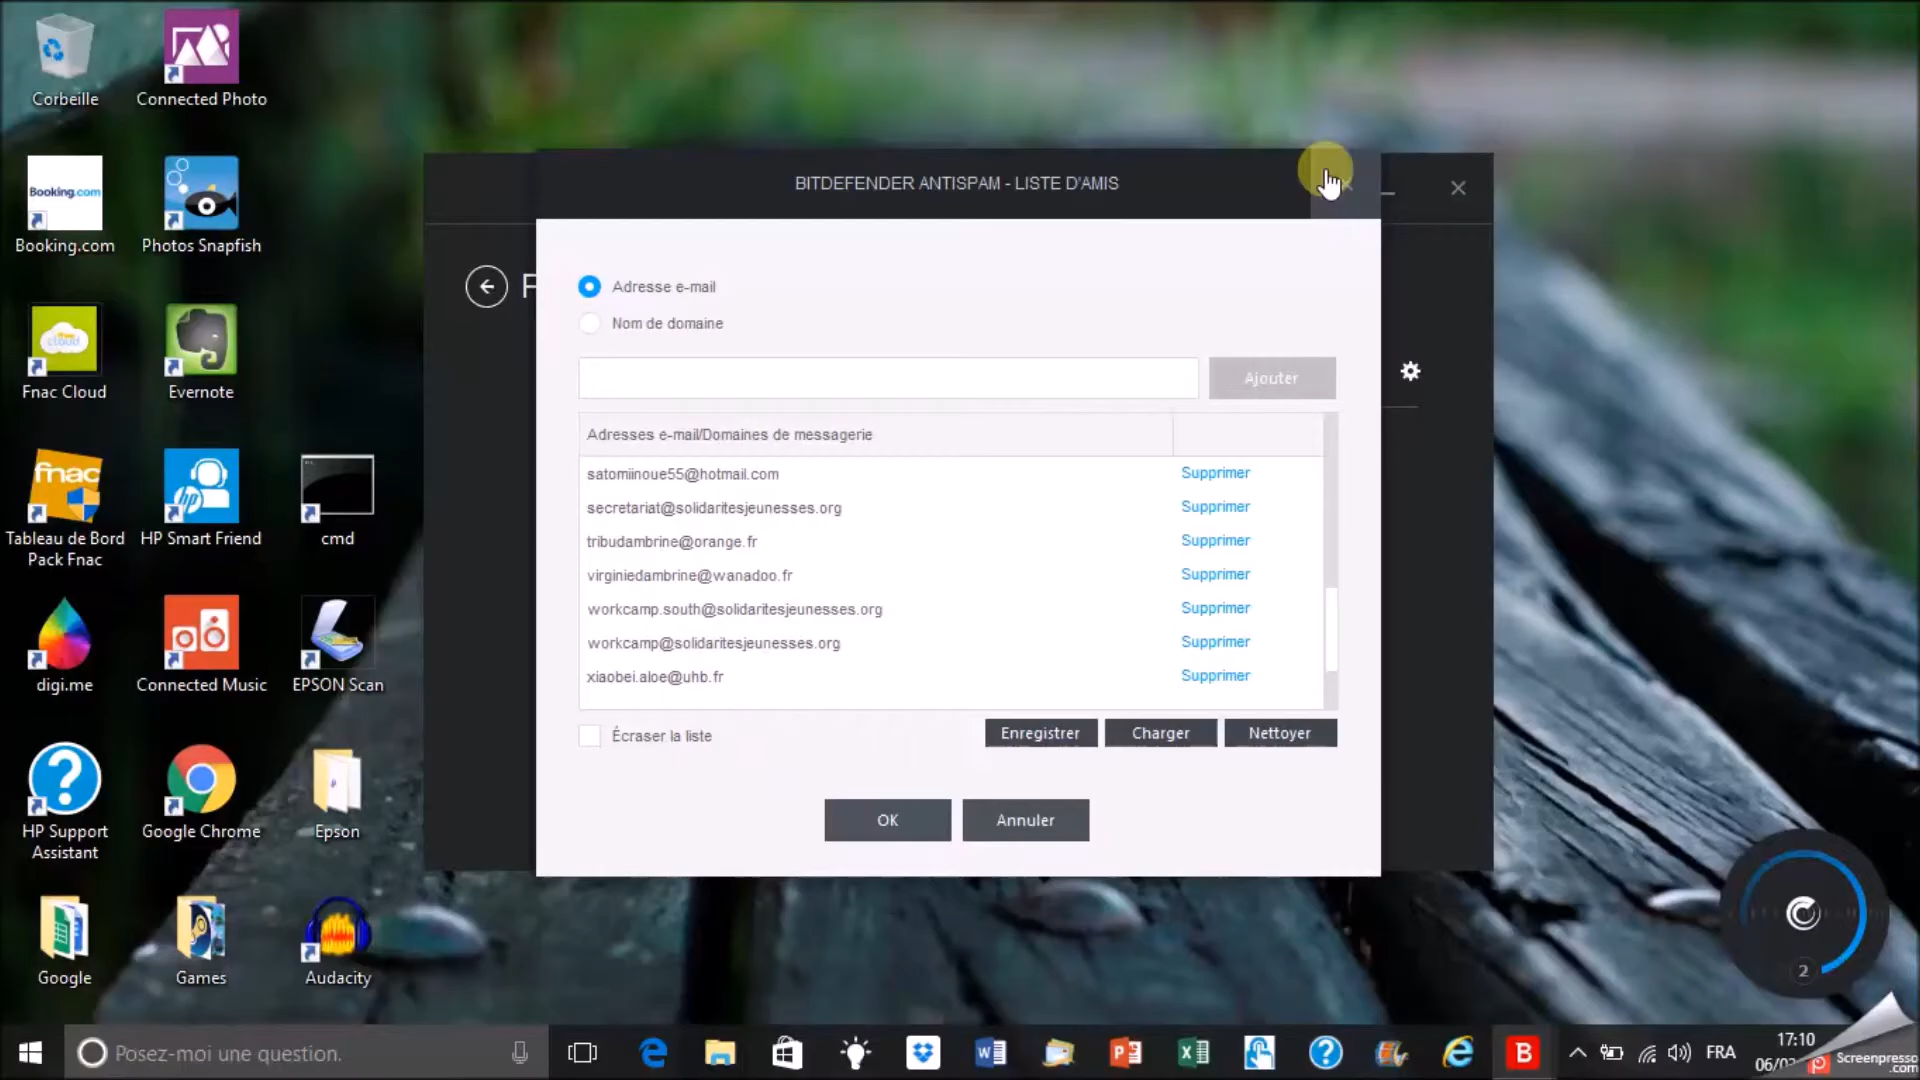 Corbeille
Connected Photo
Booking.com
Booking.com
Photos Snapfish
cloud
Fnac Cloud
Evernote
fnac
hp
Tableau de Bord
Pack Fnac
HP Smart Friend
cmd
digi.me
Connected Music
EPSON Scan
HP Support
Assistant
Google Chrome
Epson
Google
Games
Audacity
BITDEFENDER ANTISPAM - LISTE D'AMIS
Adresse e-mail
Nom de domaine
Ajouter
Adresses e-mail/Domaines de messagerie
satomiinoue55@hotmail.com Supprimer
secretariat@solidaritesjeunesses.org Supprimer
tribudambrine@orange.fr Supprimer
virginiedambrine@wanadoo.fr Supprimer
workcamp.south@solidaritesjeunesses.org Supprimer
workcamp@solidaritesjeunesses.org Supprimer
xiaobei.aloe@uhb.fr Supprimer
Écraser la liste
Enregistrer Charger Nettoyer
OK Annuler
2
Posez-moi une question.
B
FRA
17:10
Screenpresso
.com